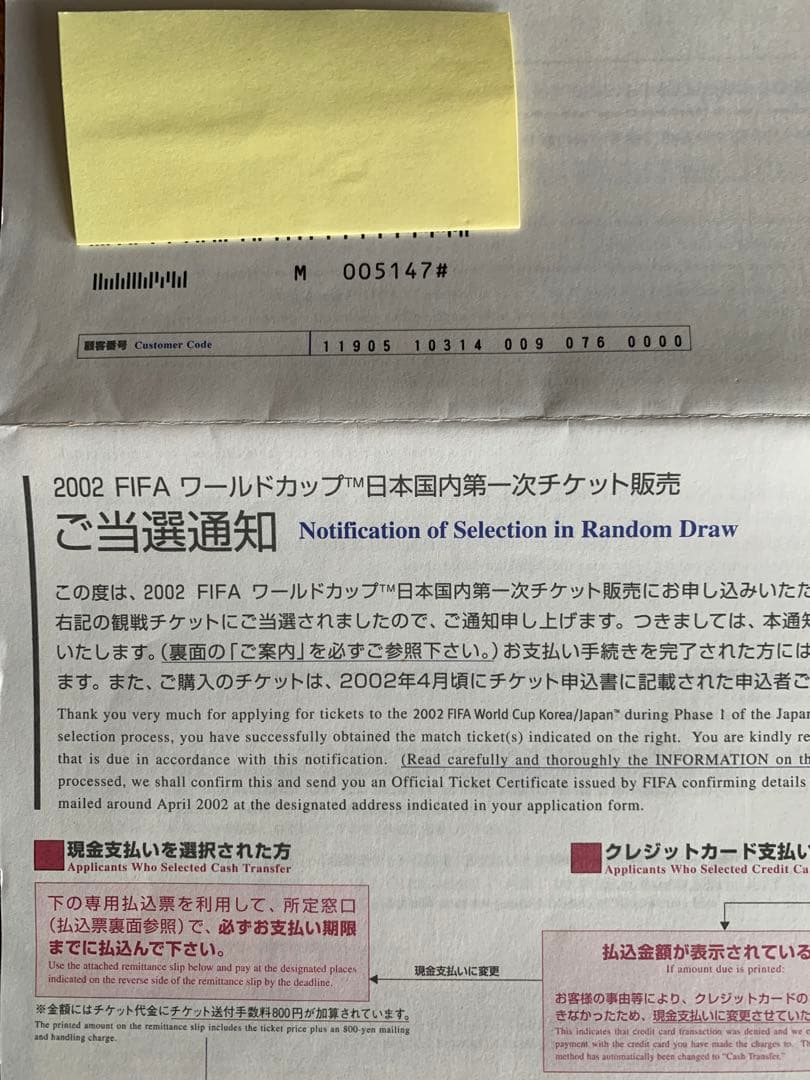 M 005147#
顧客番号 Customer Code 11905 10314 009 076 0000
2002 FIFA ワールドカップ™日本国内第一次チケット販売
ご当選通知 Notification of Selection in Random Draw
この度は、2002 FIFA ワールドカップ™日本国内第一次チケット販売にお申し込みいただ
右記の観戦チケットにご当選されましたので、ご通知申し上げます。つきましては、本通知
いたします。(裏面の「ご案内」を必ずご参照下さい。)お支払い手続きを完了された方には
ます。また、ご購入のチケットは、2002年4月頃にチケット申込書に記載された申込者ご
Thank you very much for applying for tickets to the 2002 FIFA World Cup Korea/Japan™ during Phase 1 of the Japan
selection process, you have successfully obtained the match ticket(s) indicated on the right. You are kindly re
that is due in accordance with this notification. (Read carefully and thoroughly the INFORMATION on th
processed, we shall confirm this and send you an Official Ticket Certificate issued by FIFA confirming details
mailed around April 2002 at the designated address indicated in your application form.
現金支払いを選択された方
Applicants Who Selected Cash Transfer
下の専用払込票を利用して、所定窓口
(払込票裏面参照)で、必ずお支払い期限
までに払込んで下さい。
Use the attached remittance slip below and pay at the designated places
indicated on the reverse side of the remittance slip by the deadline.
※金額にはチケット代金にチケット送付手数料800円が加算されています。
The printed amount on the remittance slip includes the ticket price plus an 800-yen mailing
and handling charge.
現金支払いに変更
クレジットカード支払い
Applicants Who Selected Credit Ca
払込金額が表示されている
If amount due is printed:
お客様の事由等により、クレジットカードの
きなかったため、現金支払いに変更させていた
This indicates that credit card transaction was denied and we c
payment with the credit card you have made the charges to. Th
method has automatically been changed to "Cash Transfer."